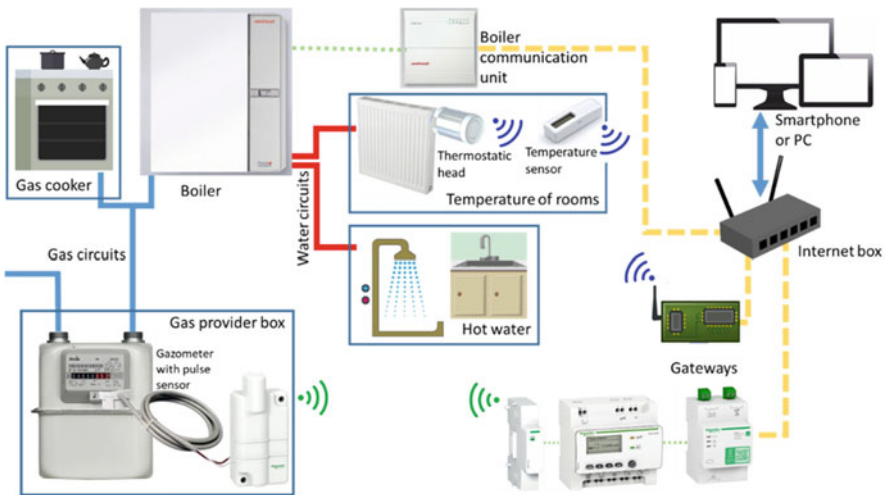 Boiler
communication
unit
Gas cooker
Boiler
Water circuits
Thermostatic
head
Temperature
sensor
Temperature of rooms
Smartphone
or PC
Internet box
Gas circuits
Hot water
Gas provider box
Gazometer
with pulse
sensor
Gateways